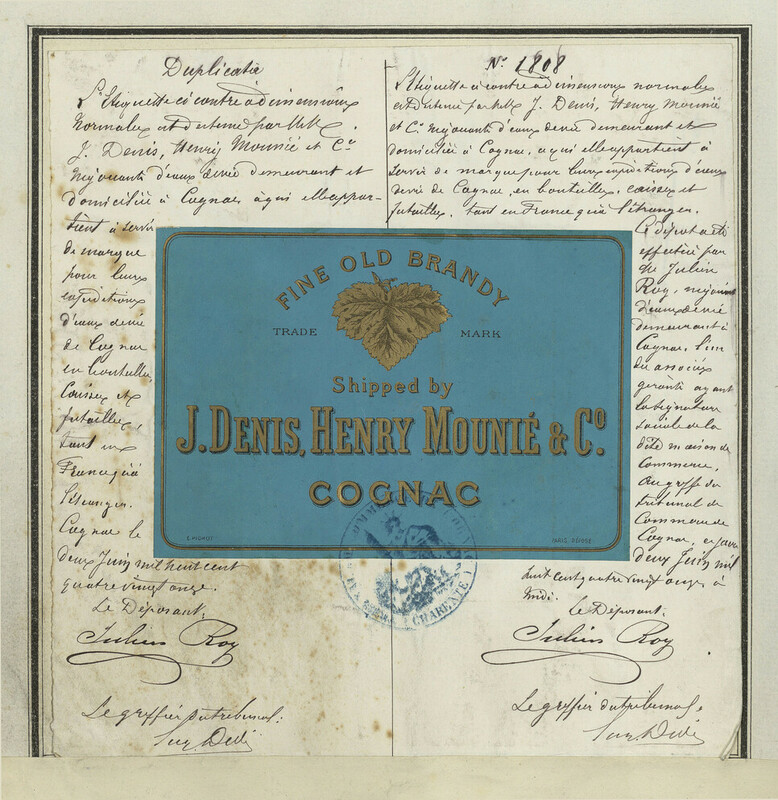 Duplicata
L'Etiquette ci contre de dimensions
normales est destinée par MM.
J. Denis, Henry Mounié et Cie
négociants d'eaux de vie demeurant et
domiciliés à Cognac, à qui elle appar-
tient à servir
de marque
pour leurs
expéditions
d'eaux de vie
de Cognac
en bouteilles,
Caisses et
futailles,
tant en
France qu'à
l'étranger.
Cognac le
deux Juin mil huit cent
quatre vingt onze.
Le Déposant:
Julien Roy
Le greffier du tribunal:
N° 1808
L'Etiquette ci contre de dimensions normales
est destinée par MM. J. Denis, Henry Mounié
et Cie négociants d'eaux de vie demeurant et
domiciliés à Cognac, à qui elle appartient à
servir de marque pour leurs expéditions d'eaux
de vie de Cognac, en bouteilles, caisses et
futailles, tant en France qu'à l'étranger.
Ce dépôt a été
effectué par
Mr Julien
Roy, négociant
d'eaux de vie
demeurant à
Cognac, l'un
des associés
gérants ayant
la signature
sociale de la
dite maison de
Commerce,
au greffe du
tribunal de
Commerce de
Cognac, ce jour
deux Juin mil
huit cent quatre vingt onze à
midi.
Le Déposant:
Julien Roy
Le greffier du tribunal:
FINE OLD BRANDY
TRADE MARK
Shipped by
J. DENIS, HENRY MOUNIÉ & Co.
COGNAC
PARIS
CHARENTE